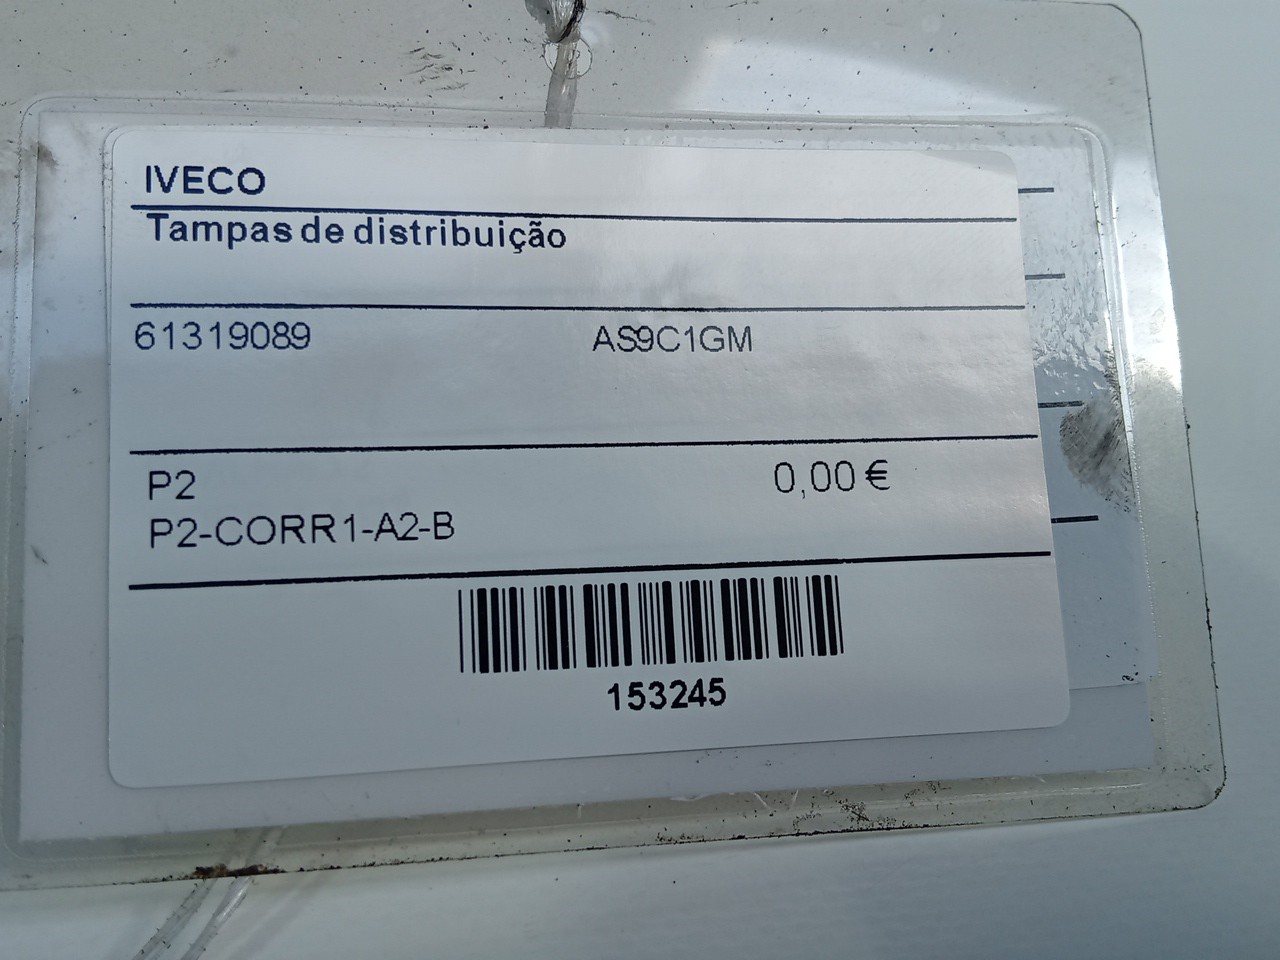 IVECO
Tampas de distribuição
61319089 AS9C1GM
P2 0,00 €
P2-CORR1-A2-B
153245